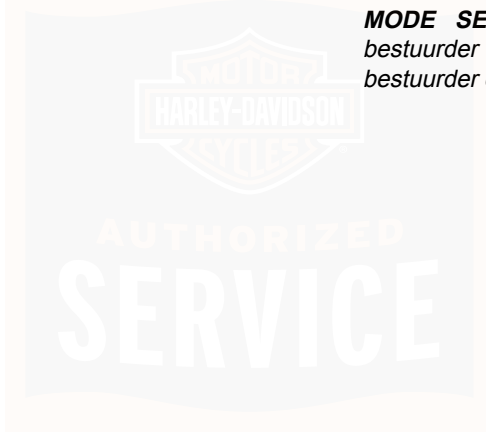 MODE SE
bestuurder
bestuurder
MOTOR
HARLEY-DAVIDSON
CYCLES
AUTHORIZED
SERVICE